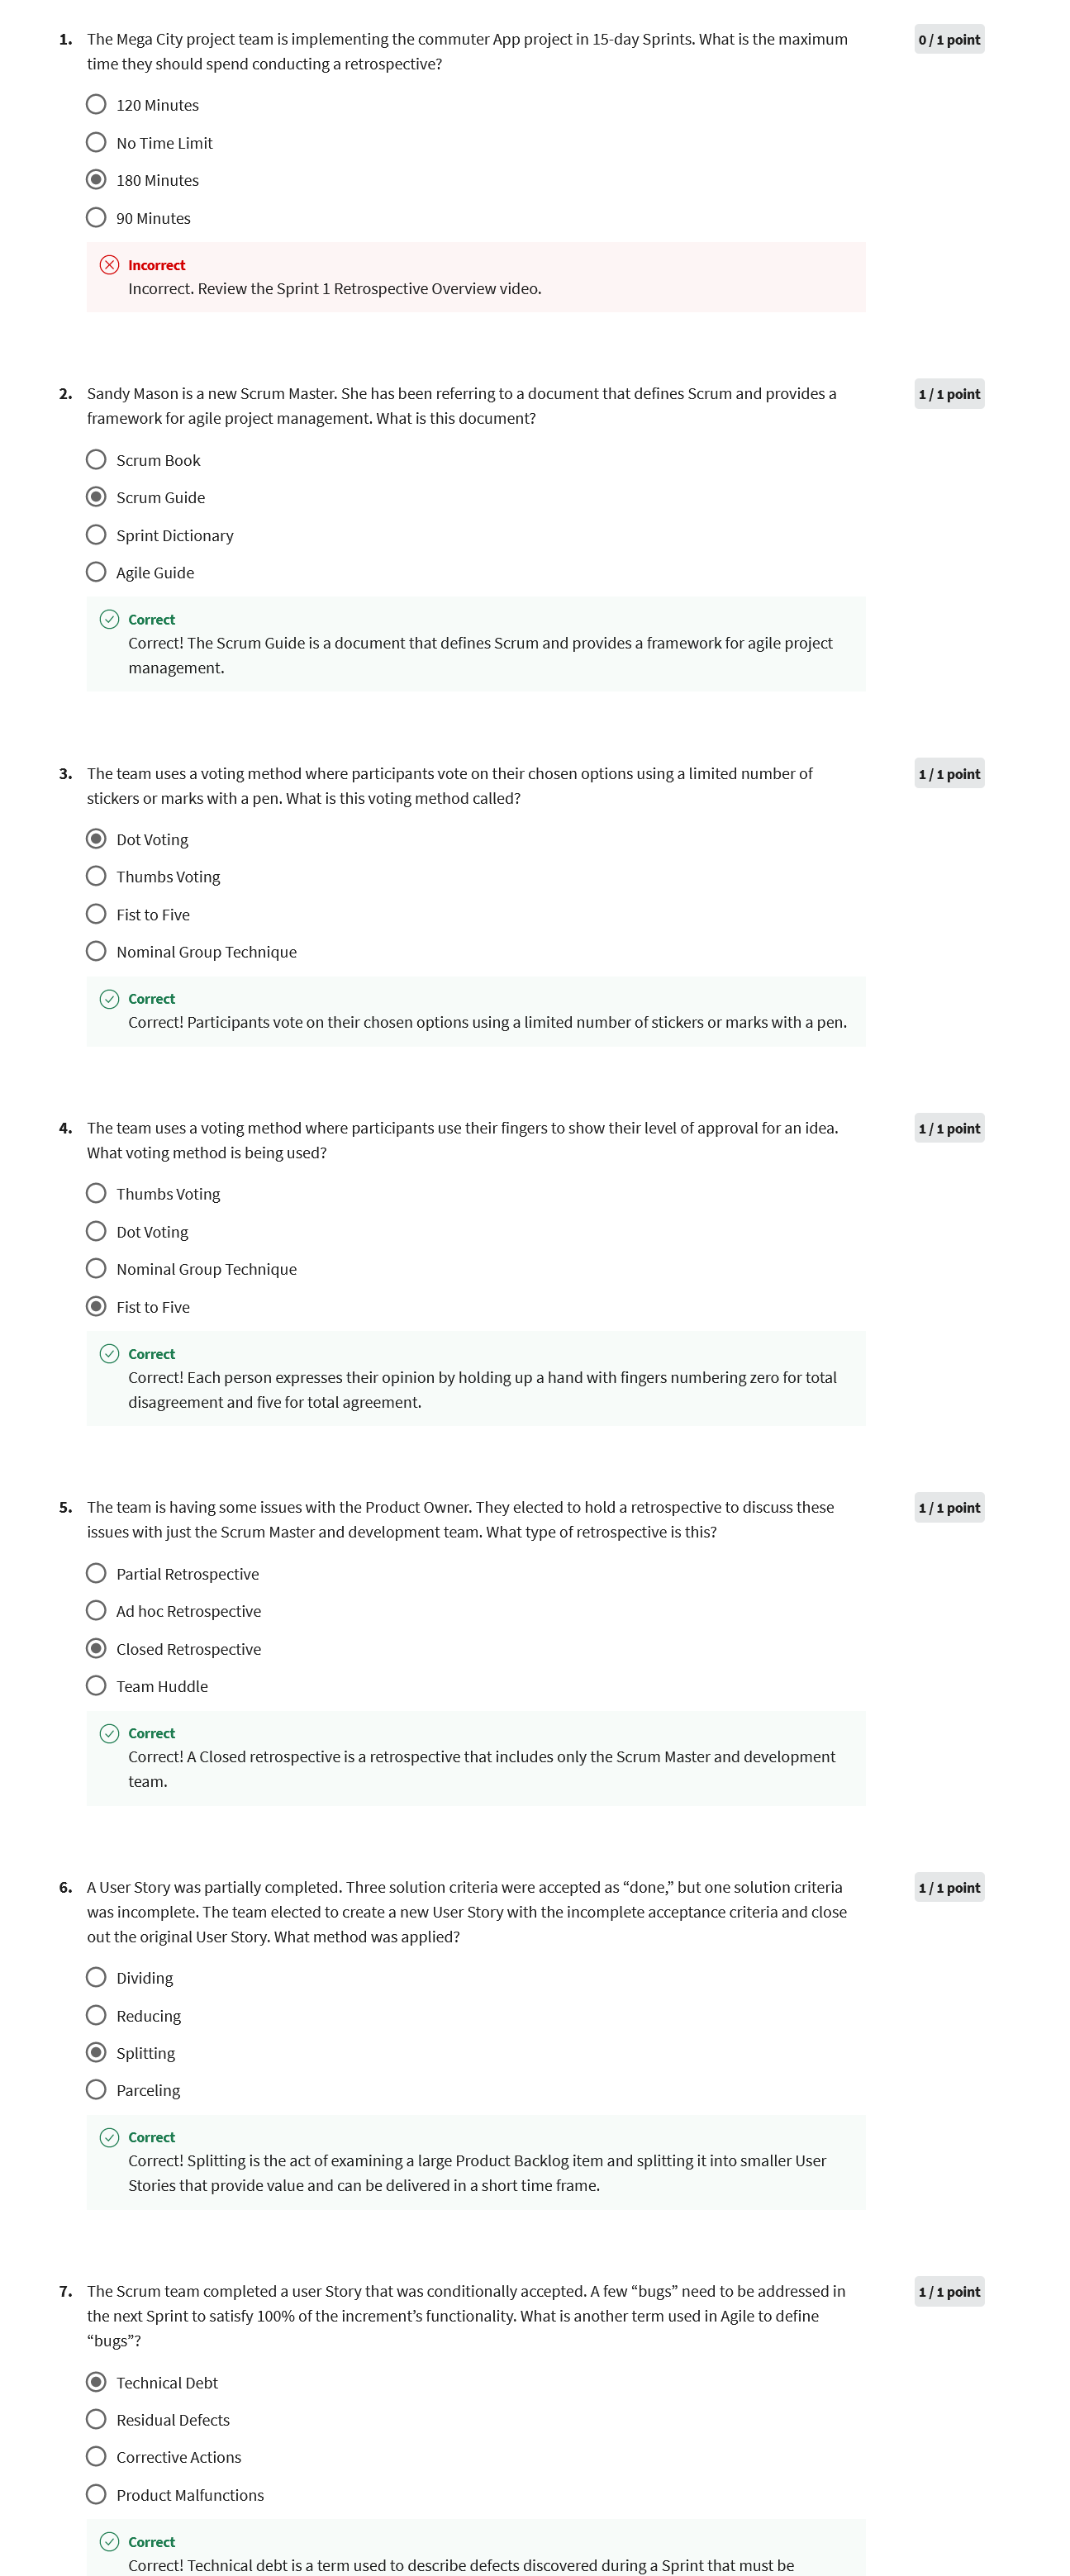 1. The Mega City project team is implementing the commuter App project in 15-day Sprints. What is the maximum
time they should spend conducting a retrospective?
0 / 1 point
120 Minutes
No Time Limit
180 Minutes
90 Minutes
Incorrect
Incorrect. Review the Sprint 1 Retrospective Overview video.
2. Sandy Mason is a new Scrum Master. She has been referring to a document that defines Scrum and provides a
framework for agile project management. What is this document?
1 / 1 point
Scrum Book
Scrum Guide
Sprint Dictionary
Agile Guide
Correct
Correct! The Scrum Guide is a document that defines Scrum and provides a framework for agile project
management.
3. The team uses a voting method where participants vote on their chosen options using a limited number of
stickers or marks with a pen. What is this voting method called?
1 / 1 point
Dot Voting
Thumbs Voting
Fist to Five
Nominal Group Technique
Correct
Correct! Participants vote on their chosen options using a limited number of stickers or marks with a pen.
4. The team uses a voting method where participants use their fingers to show their level of approval for an idea.
What voting method is being used?
1 / 1 point
Thumbs Voting
Dot Voting
Nominal Group Technique
Fist to Five
Correct
Correct! Each person expresses their opinion by holding up a hand with fingers numbering zero for total
disagreement and five for total agreement.
5. The team is having some issues with the Product Owner. They elected to hold a retrospective to discuss these
issues with just the Scrum Master and development team. What type of retrospective is this?
1 / 1 point
Partial Retrospective
Ad hoc Retrospective
Closed Retrospective
Team Huddle
Correct
Correct! A Closed retrospective is a retrospective that includes only the Scrum Master and development
team.
6. A User Story was partially completed. Three solution criteria were accepted as “done,” but one solution criteria
was incomplete. The team elected to create a new User Story with the incomplete acceptance criteria and close
out the original User Story. What method was applied?
1 / 1 point
Dividing
Reducing
Splitting
Parceling
Correct
Correct! Splitting is the act of examining a large Product Backlog item and splitting it into smaller User
Stories that provide value and can be delivered in a short time frame.
7. The Scrum team completed a user Story that was conditionally accepted. A few “bugs” need to be addressed in
the next Sprint to satisfy 100% of the increment’s functionality. What is another term used in Agile to define
“bugs”?
1 / 1 point
Technical Debt
Residual Defects
Corrective Actions
Product Malfunctions
Correct
Correct! Technical debt is a term used to describe defects discovered during a Sprint that must be